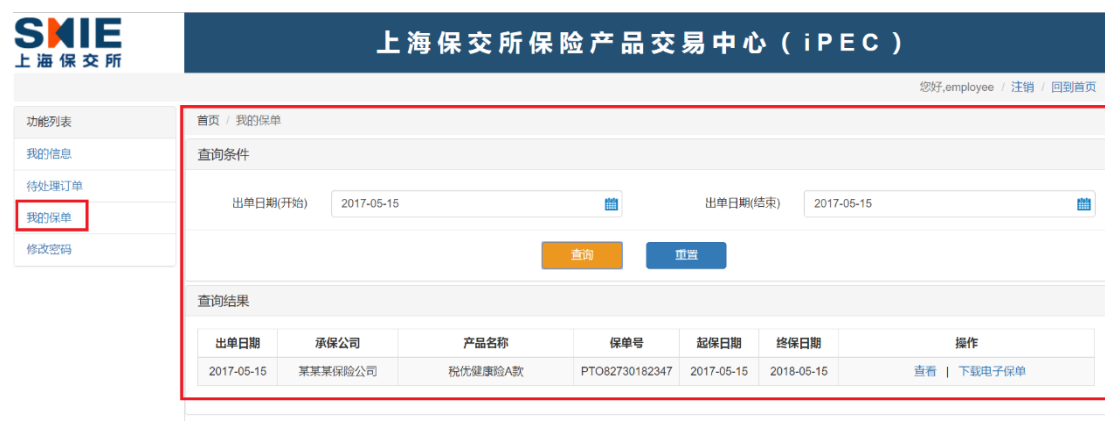 SMIE
上海保交所
上海保交所保险产品交易中心（iPEC）
您好,employee / 注销 / 回到首页
功能列表
我的信息
待处理订单
我的保单
修改密码
首页 / 我的保单
查询条件
出单日期(开始) 2017-05-15 出单日期(结束) 2017-05-15
查询 重置
查询结果
出单日期 承保公司 产品名称 保单号 起保日期 终保日期 操作
2017-05-15 某某某保险公司 税优健康险A款 PTO82730182347 2017-05-15 2018-05-15 查看 | 下载电子保单